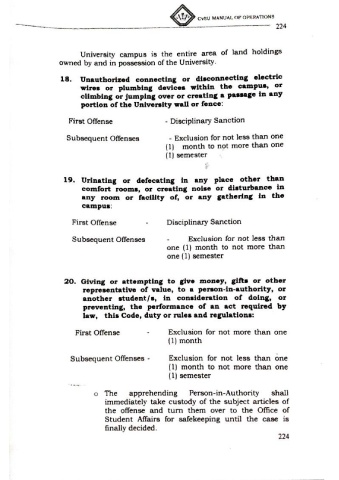 CvSU MANUAL OF OPERATIONS
224
University campus is the entire area of land holdings
owned by and in possession of the University.
18. Unauthorized connecting or disconnecting electric
wires or plumbing devices within the campus, or
climbing or jumping over or creating a passage in any
portion of the University wall or fence:
First Offense - Disciplinary Sanction
Subsequent Offenses - Exclusion for not less than one
(1) month to not more than one
(1) semester
19. Urinating or defecating in any place other than
comfort rooms, or creating noise or disturbance in
any room or facility of, or any gathering in the
campus:
First Offense - Disciplinary Sanction
Subsequent Offenses - Exclusion for not less than
one (1) month to not more than
one (1) semester
20. Giving or attempting to give money, gifts or other
representative of value, to a person-in-authority, or
another student/s, in consideration of doing, or
preventing, the performance of an act required by
law, this Code, duty or rules and regulations:
First Offense - Exclusion for not more than one
(1) month
Subsequent Offenses - Exclusion for not less than one
(1) month to not more than one
(1) semester
o The apprehending Person-in-Authority shall
immediately take custody of the subject articles of
the offense and turn them over to the Office of
Student Affairs for safekeeping until the case is
finally decided.
224